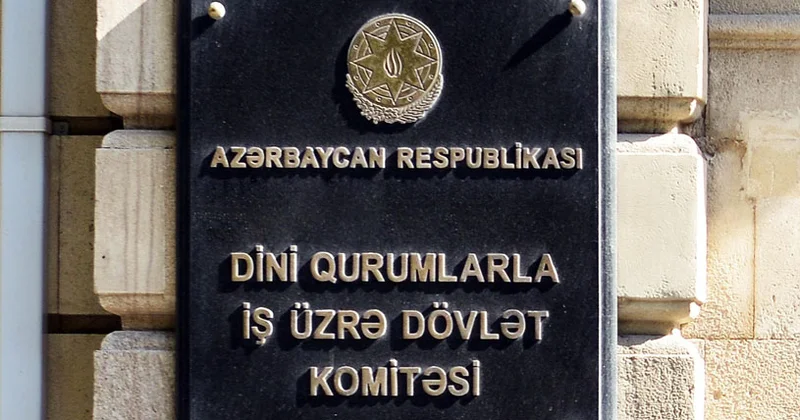 AZƏRBAYCAN RESPUBLİKASI
DİNİ QURUMLARLA
İŞ ÜZRƏ DÖVLƏT
KOMİTƏSİ